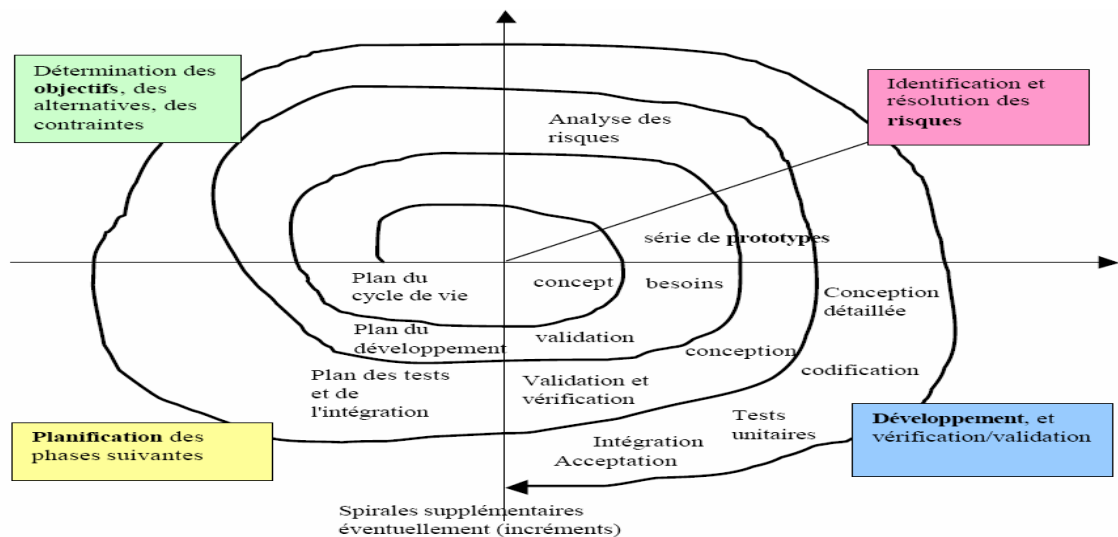 Détermination des
objectifs, des
alternatives, des
contraintes
Identification et
résolution des
risques
Analyse des
risques
série de prototypes
Plan du
cycle de vie
concept
besoins
Conception
détaillée
Plan du
développement
validation
conception
codification
Plan des tests
et de
l'intégration
Validation et
vérification
Tests
unitaires
Intégration
Acceptation
Planification des
phases suivantes
Développement, et
vérification/validation
Spirales supplémentaires
éventuellement (incréments)